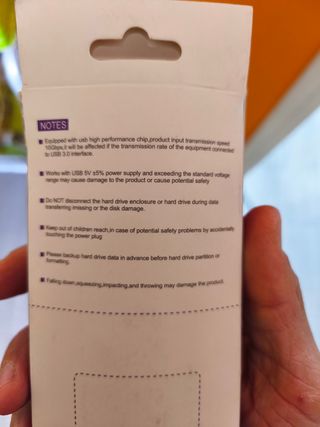 NOTES
Equipped with usb high performance chip,product input transmission speed
10Gbps,it will be affected if the transmission rate of the equipment connected
to USB 3.0 interface.
Works with USB 5V ±5% power supply and exceeding the standard voltage
range may cause damage to the product or cause potential safety
Do NOT disconnect the hard drive enclosure or hard drive during data
transferring imissing or the disk damage.
Keep out of children reach,in case of potential safety problems by accidentally
touching the power plug
Please backup hard drive data in advance before hard drive partition or
formatting.
Falling down,squeezing,impacting,and throwing may damage the product.